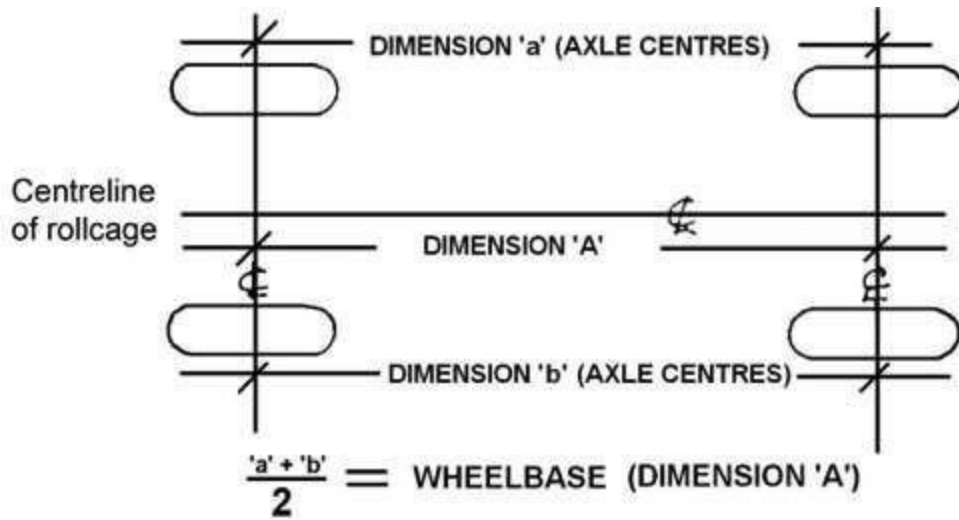 DIMENSION 'a' (AXLE CENTRES)
Centreline
of rollcage
℄
DIMENSION 'A'
℄ ℄
DIMENSION 'b' (AXLE CENTRES)
'a' + 'b'
2
= WHEELBASE (DIMENSION 'A')